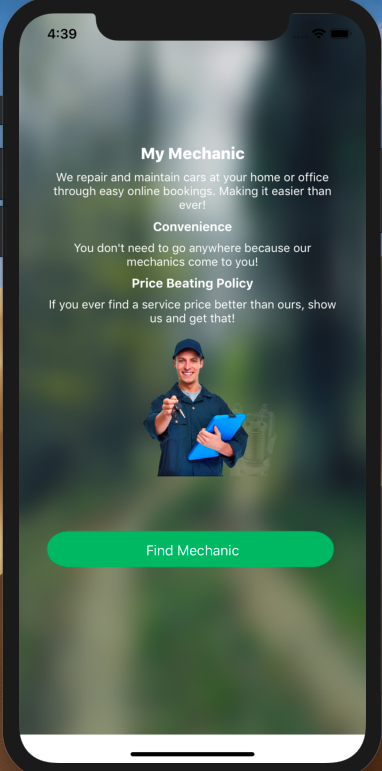 4:39
My Mechanic
We repair and maintain cars at your home or office
through easy online bookings. Making it easier than
ever!
Convenience
You don't need to go anywhere because our
mechanics come to you!
Price Beating Policy
If you ever find a service price better than ours, show
us and get that!
Find Mechanic